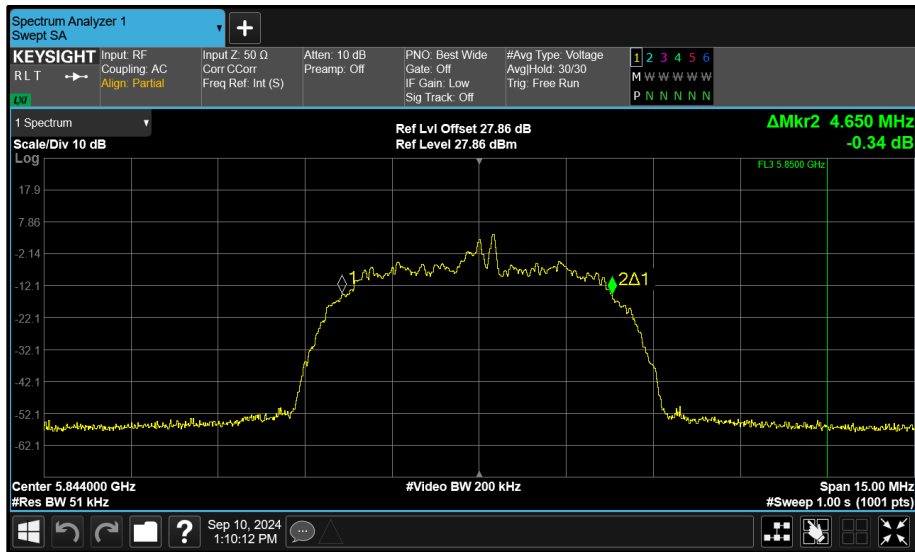 Spectrum Analyzer 1
Swept SA
+
KEYSIGHT
RLT
LXI
Input: RF
Coupling: AC
Align: Partial
Input Z: 50 Ω
Corr CCorr
Freq Ref: Int (S)
Atten: 10 dB
Preamp: Off
PNO: Best Wide
Gate: Off
IF Gain: Low
Sig Track: Off
#Avg Type: Voltage
Avg|Hold: 30/30
Trig: Free Run
1 2 3 4 5 6
M W W W W W
P N N N N N
1 Spectrum
Scale/Div 10 dB
Ref Lvl Offset 27.86 dB
Ref Level 27.86 dBm
ΔMkr2 4.650 MHz
-0.34 dB
Log
FL3 5.8500 GHz
17.9
7.86
-2.14
-12.1
-22.1
-32.1
-42.1
-52.1
-62.1
1
2Δ1
Center 5.844000 GHz
#Res BW 51 kHz
#Video BW 200 kHz
Span 15.00 MHz
#Sweep 1.00 s (1001 pts)
?
Sep 10, 2024
1:10:12 PM